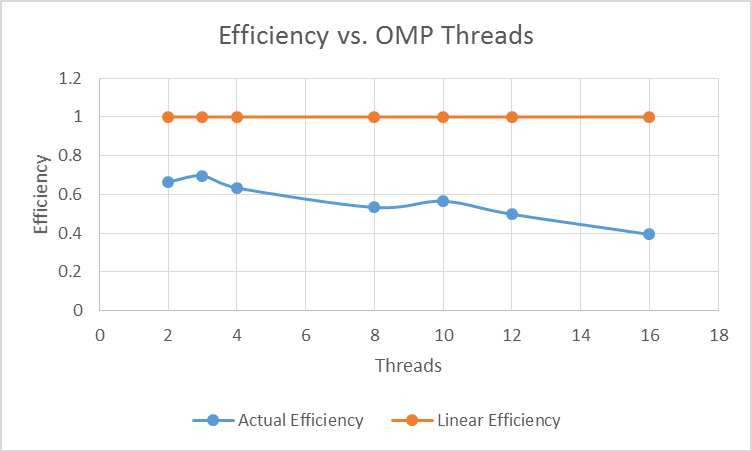 Efficiency vs. OMP Threads
1.2
1
0.8
0.6
0.4
0.2
0
Efficiency
0 2 4 6 8 10 12 14 16 18
Threads
Actual Efficiency Linear Efficiency